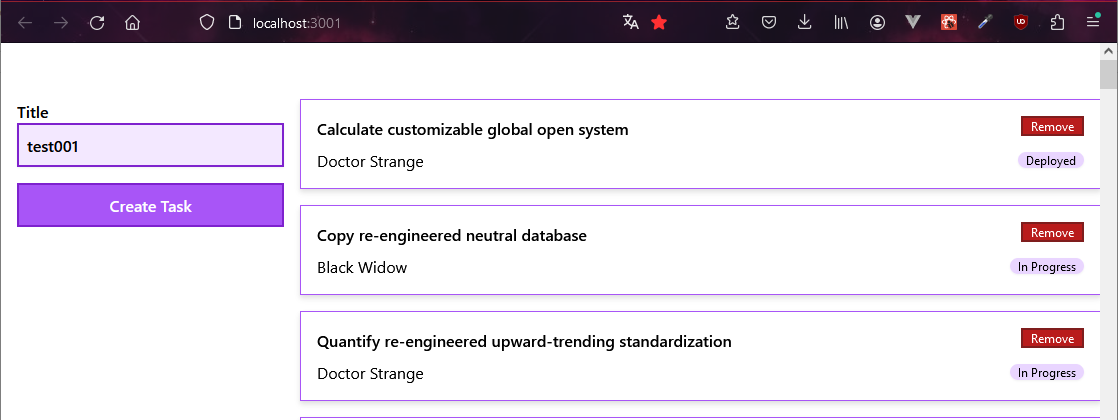 localhost:3001
Title
test001
Create Task
Calculate customizable global open system
Remove
Doctor Strange
Deployed
Copy re-engineered neutral database
Remove
Black Widow
In Progress
Quantify re-engineered upward-trending standardization
Remove
Doctor Strange
In Progress